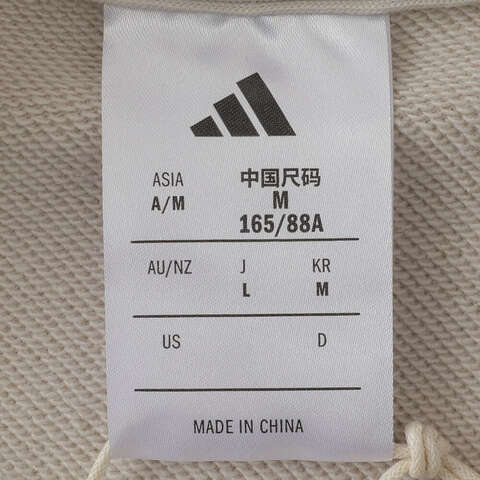 ASIA 中国尺码
A/M M
165/88A
AU/NZ J KR
L M
US D
MADE IN CHINA